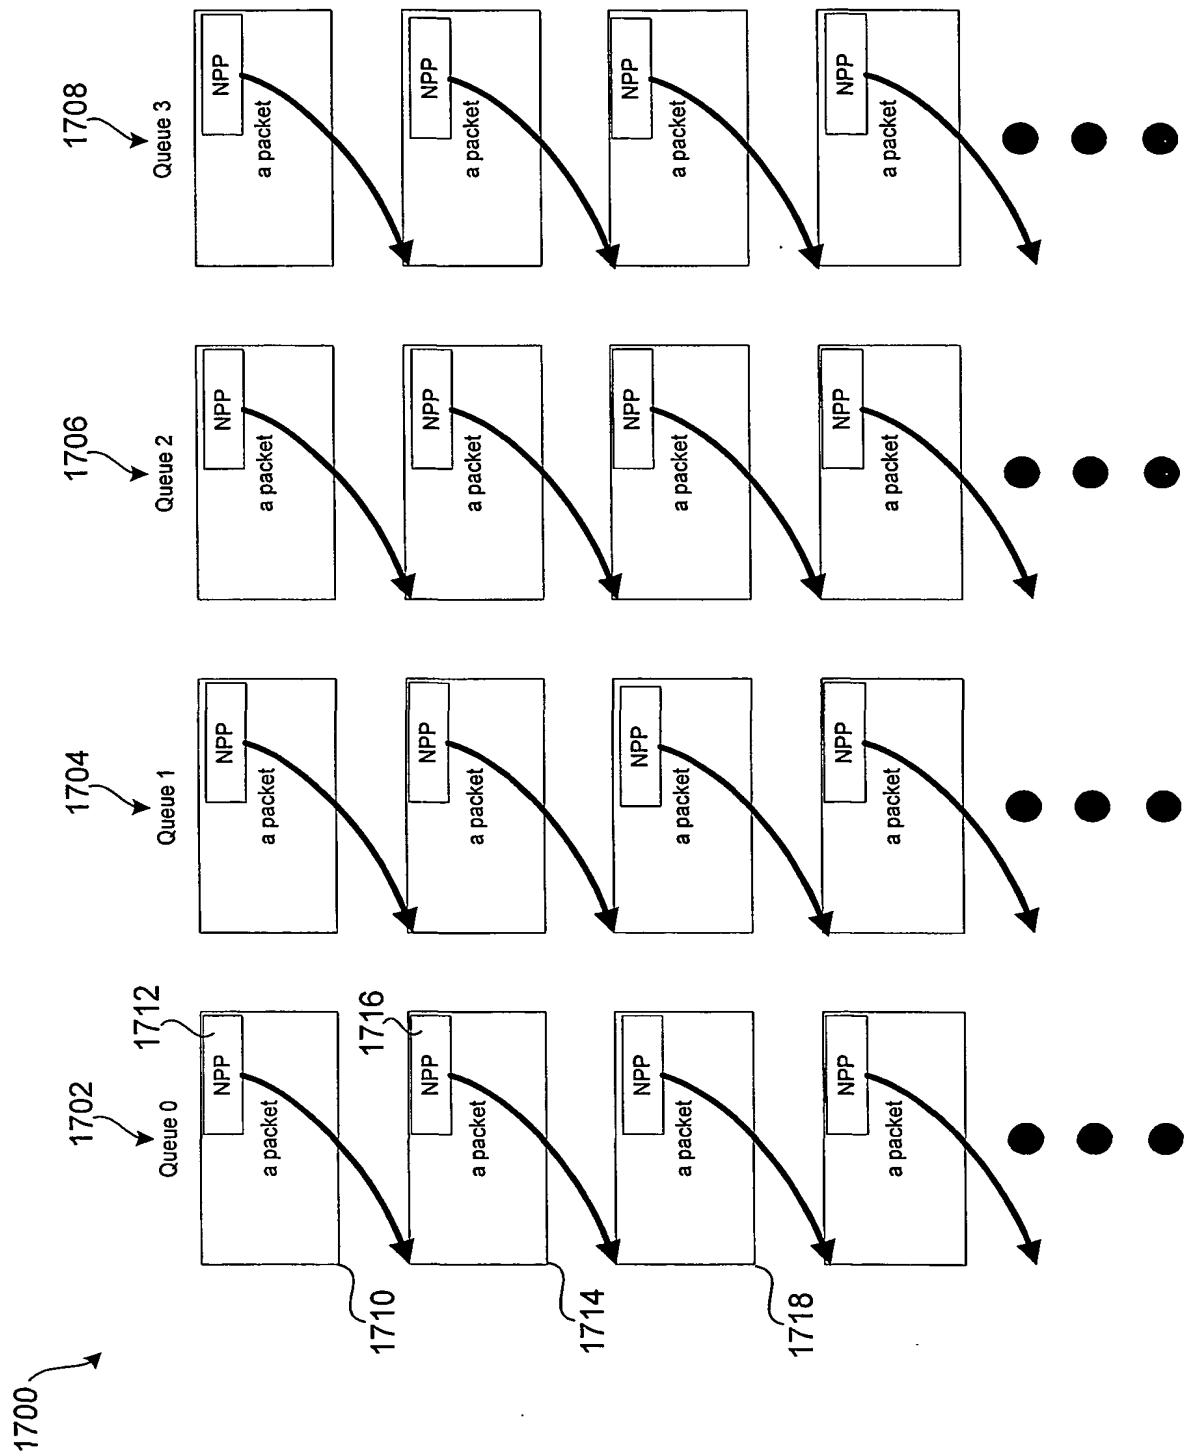 1700
1702 1704 1706 1708
1712
Queue 0 Queue 1 Queue 2 Queue 3
NPP NPP NPP NPP
a packet a packet a packet a packet
1710 1716
NPP NPP NPP NPP
a packet a packet a packet a packet
1714
NPP NPP NPP NPP
a packet a packet a packet a packet
1718
NPP NPP NPP NPP
a packet a packet a packet a packet